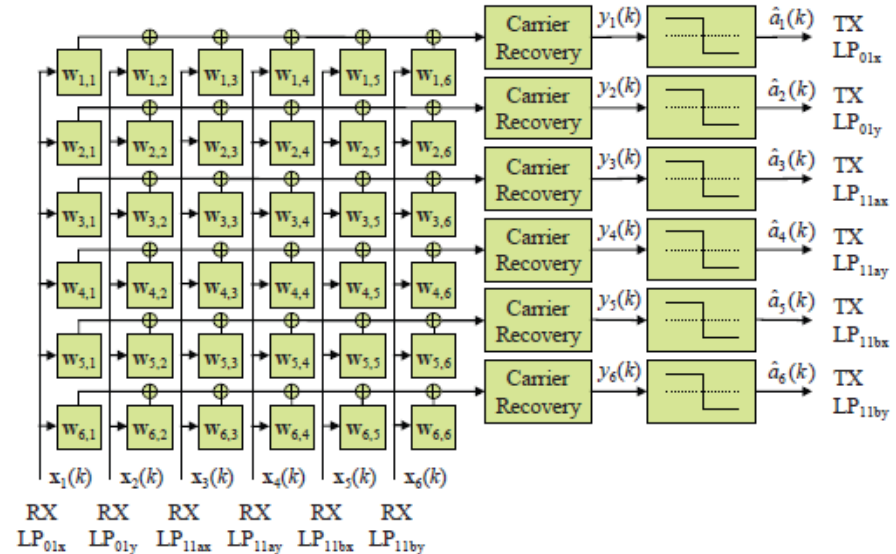 Carrier Recovery y₁(k) â₁(k) TX LP₀₁ₓ
w₁,₁ w₁,₂ w₁,₃ w₁,₄ w₁,₅ w₁,₆
Carrier Recovery y₂(k) â₂(k) TX LP₀₁y
w₂,₁ w₂,₂ w₂,₃ w₂,₄ w₂,₅ w₂,₆
Carrier Recovery y₃(k) â₃(k) TX LP₁₁ₐₓ
w₃,₁ w₃,₂ w₃,₃ w₃,₄ w₃,₅ w₃,₆
Carrier Recovery y₄(k) â₄(k) TX LP₁₁ₐy
w₄,₁ w₄,₂ w₄,₃ w₄,₄ w₄,₅ w₄,₆
Carrier Recovery y₅(k) â₅(k) TX LP₁₁bₓ
w₅,₁ w₅,₂ w₅,₃ w₅,₄ w₅,₅ w₅,₆
Carrier Recovery y₆(k) â₆(k) TX LP₁₁by
w₆,₁ w₆,₂ w₆,₃ w₆,₄ w₆,₅ w₆,₆
x₁(k) x₂(k) x₃(k) x₄(k) x₅(k) x₆(k)
RX RX RX RX RX RX
LP₀₁ₓ LP₀₁y LP₁₁ₐₓ LP₁₁ₐy LP₁₁bₓ LP₁₁by